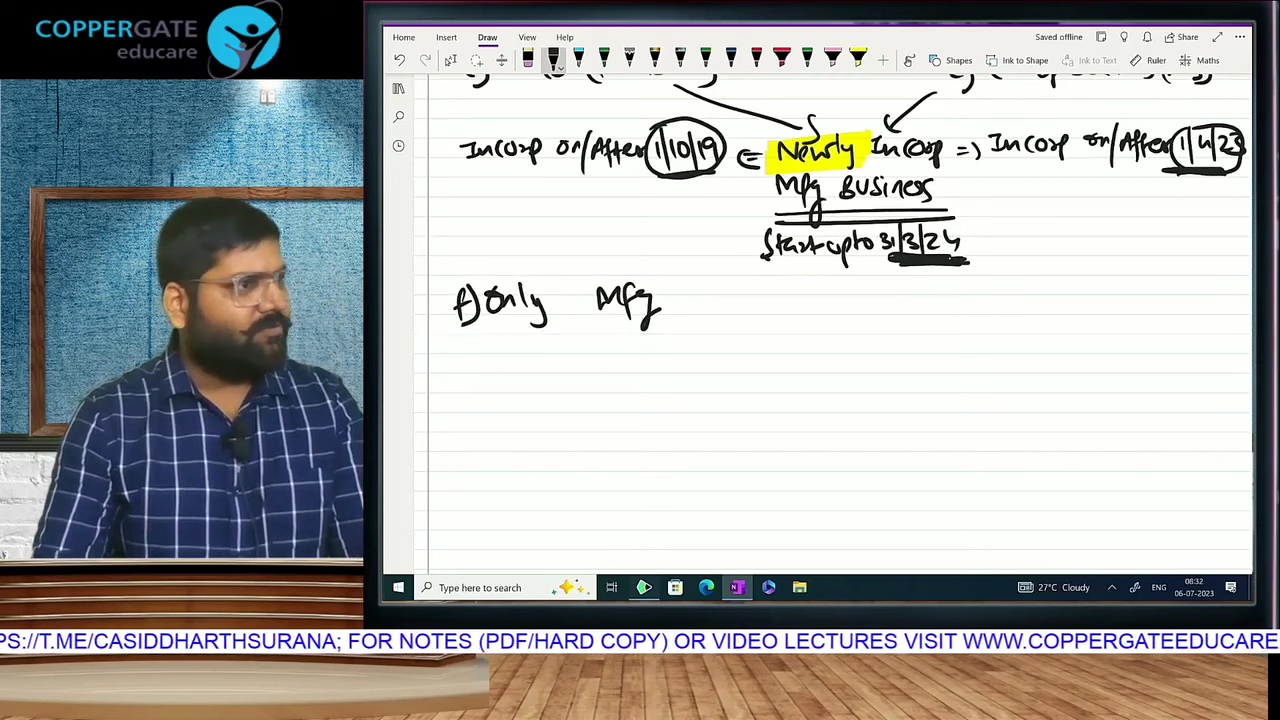 COPPERGATE
educare
Home Insert Draw View Help
Saved offline
Share
Shapes
Ink to Shape
Ink to Text
Ruler
Maths
Incorp on/After 1/10/19 <= Newly Incorp => Incorp on/After 1/4/23
Mfg Business
Start upto 31/3/24
f) Only Mfg
Type here to search
27°C Cloudy
ENG
08:32
06-07-2023
PS://T.ME/CASIDDHARTHSURANA; FOR NOTES (PDF/HARD COPY) OR VIDEO LECTURES VISIT WWW.COPPERGATEEDUCARE